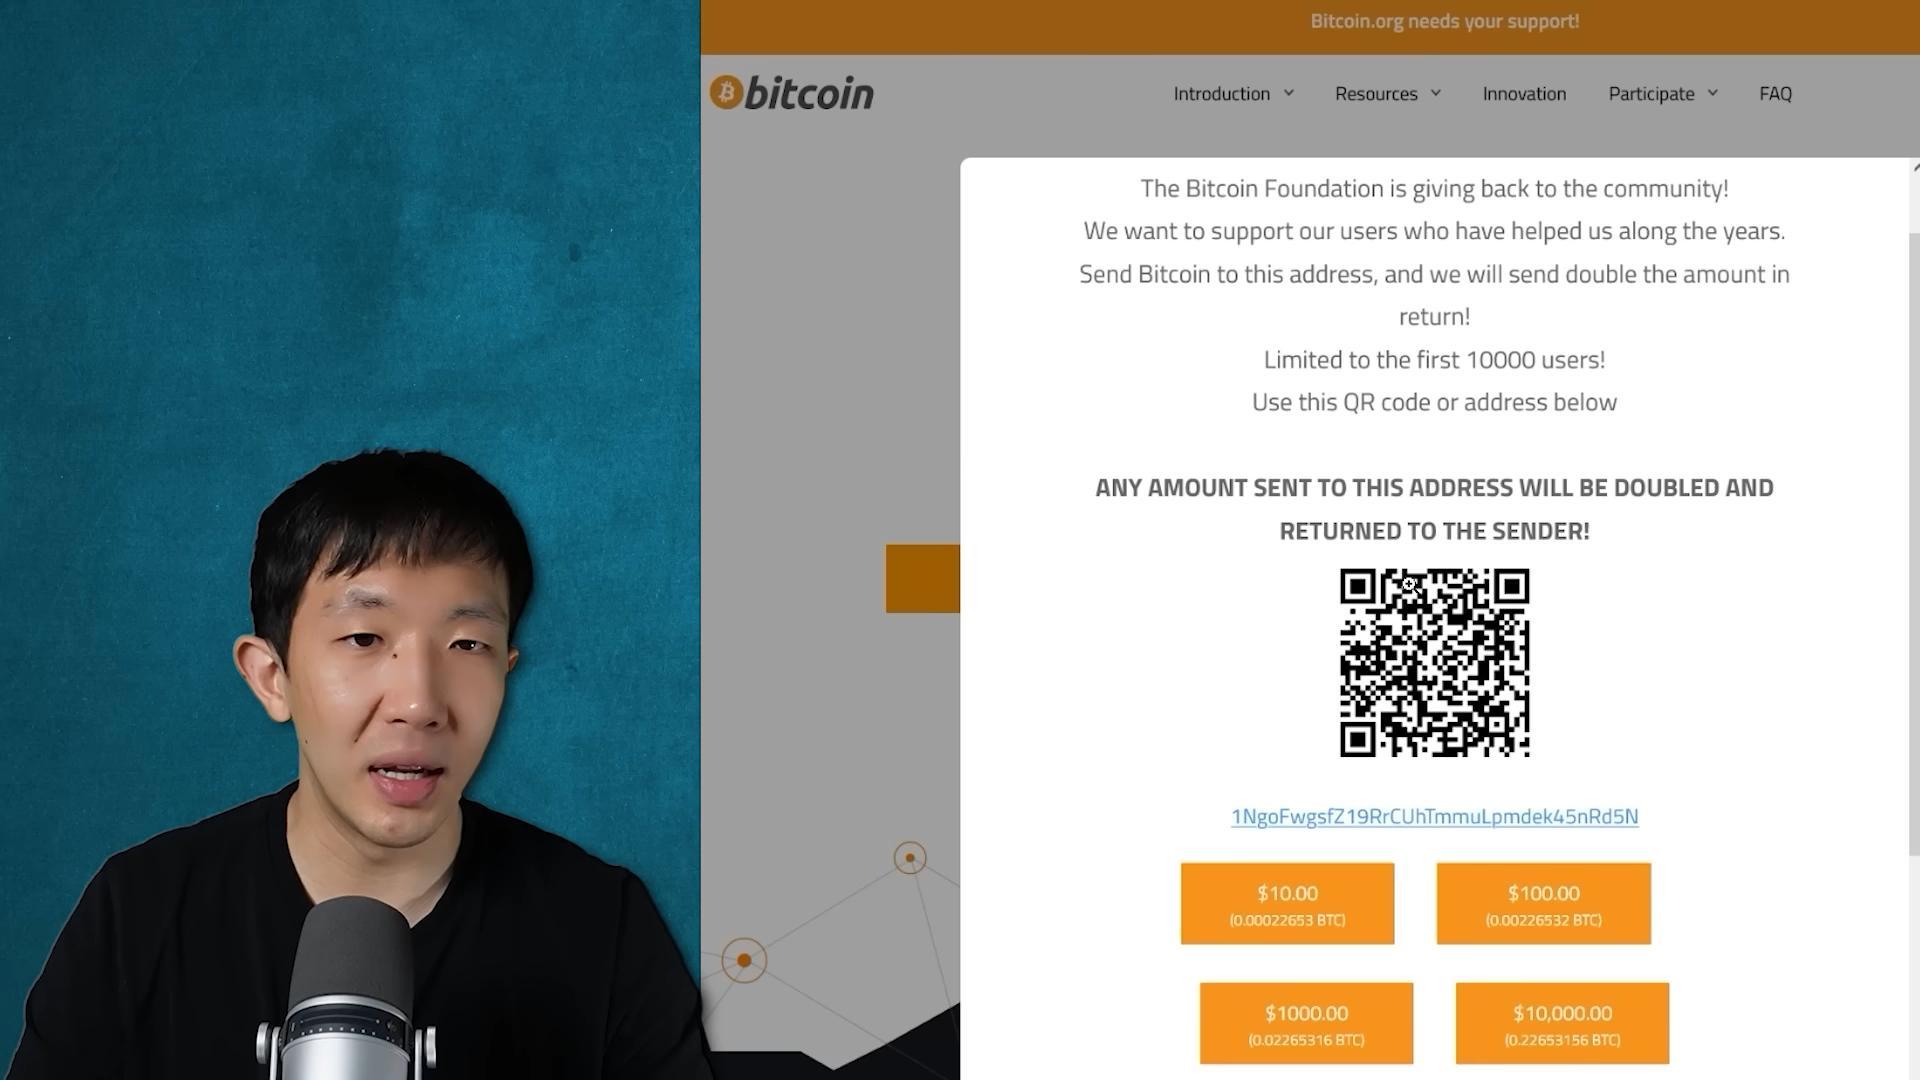 Bitcoin.org needs your support!
bitcoin
Introduction Resources Innovation Participate FAQ
The Bitcoin Foundation is giving back to the community!
We want to support our users who have helped us along the years.
Send Bitcoin to this address, and we will send double the amount in
return!
Limited to the first 10000 users!
Use this QR code or address below
ANY AMOUNT SENT TO THIS ADDRESS WILL BE DOUBLED AND
RETURNED TO THE SENDER!
1NgoFwgsfZ19RrCUhTmmuLpmdek45nRd5N
$10.00
(0.00022653 BTC)
$100.00
(0.00226532 BTC)
$1000.00
(0.02265316 BTC)
$10,000.00
(0.22653156 BTC)